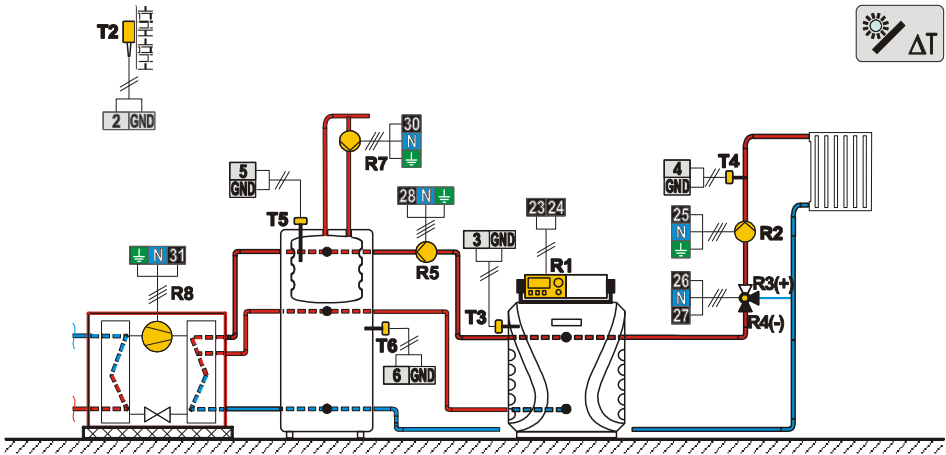 T2
2 GND
ΔT
30
N
R7
5
GND
T5
28 N
R5
3 GND
T3
23 24
R1
4
GND
T4
25
N
R2
26
N
27
R3(+)
R4(-)
N 31
R8
T6
6 GND